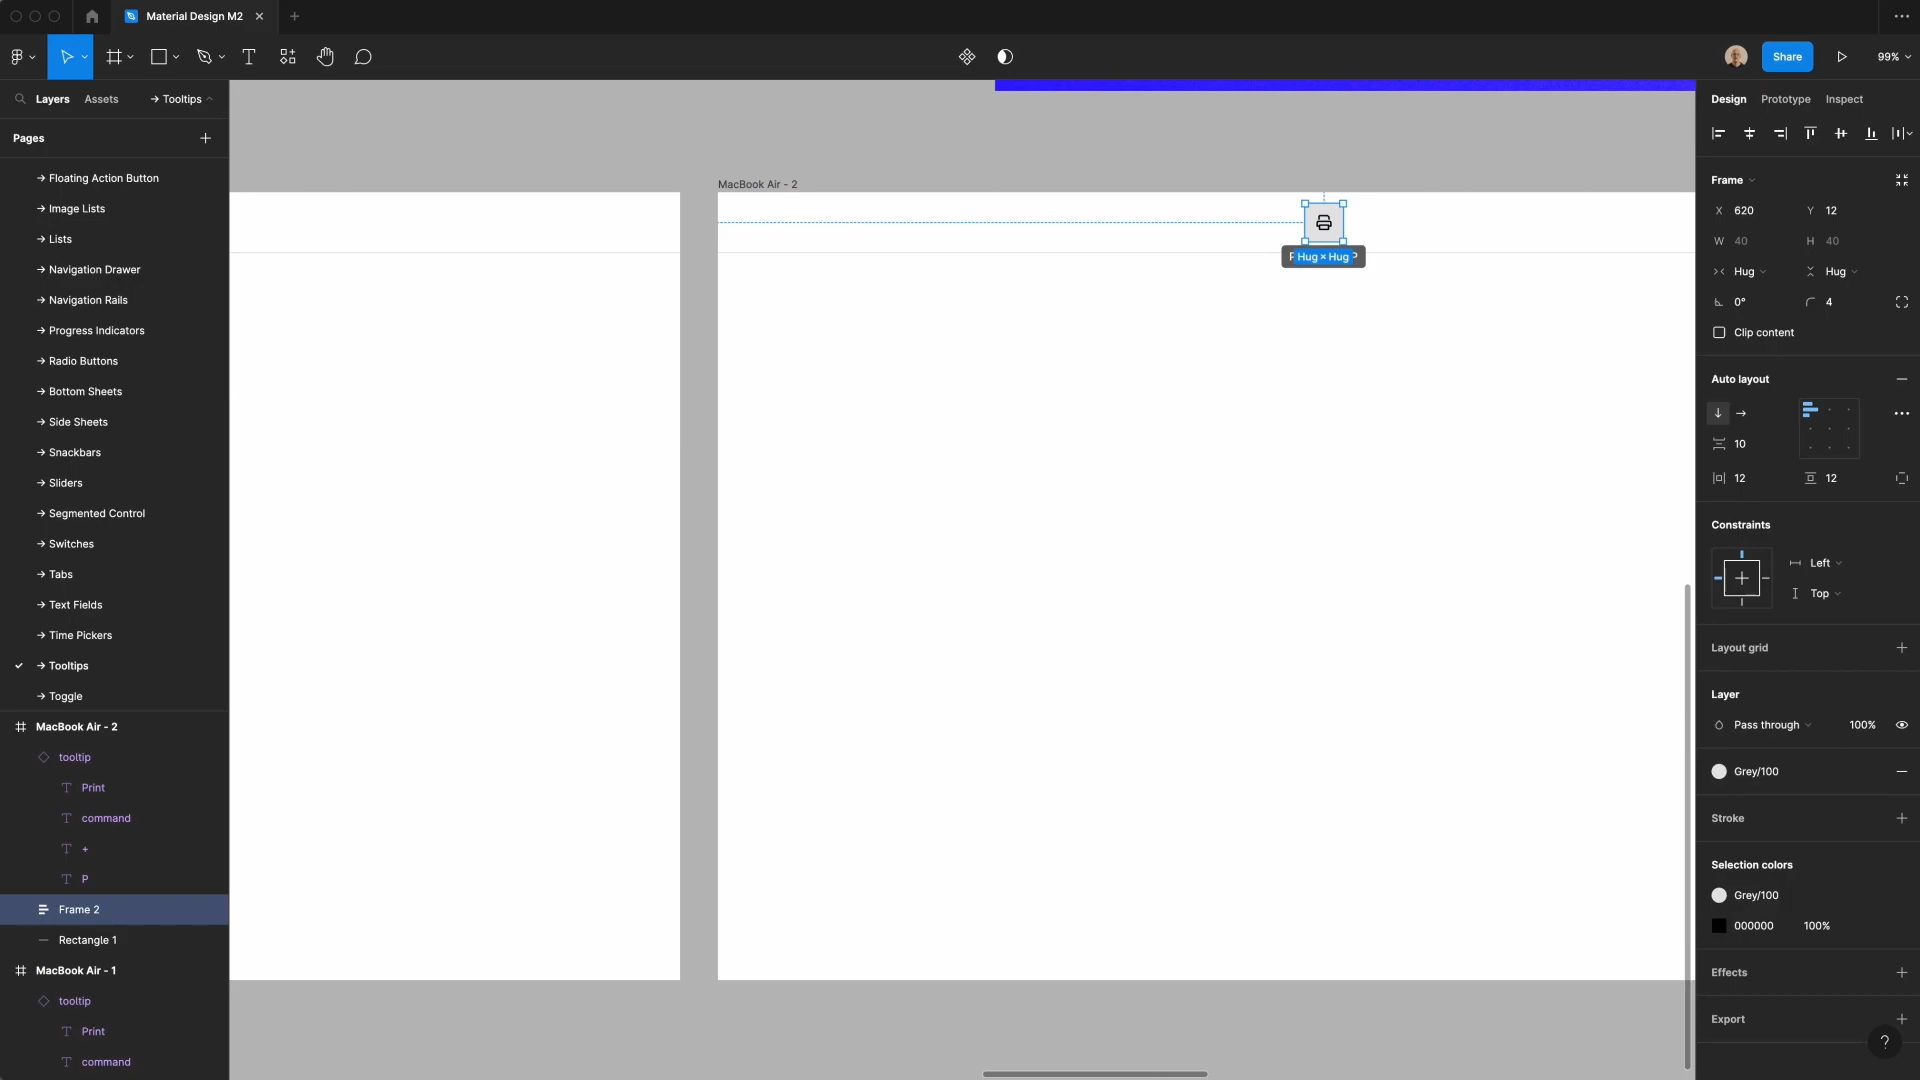 Material Design M2
Share
99%
Layers
Assets
→ Tooltips
Pages
→ Floating Action Button
→ Image Lists
→ Lists
→ Navigation Drawer
→ Navigation Rails
→ Progress Indicators
→ Radio Buttons
→ Bottom Sheets
→ Side Sheets
→ Snackbars
→ Sliders
→ Segmented Control
→ Switches
→ Tabs
→ Text Fields
→ Time Pickers
→ Tooltips
→ Toggle
MacBook Air - 2
tooltip
Print
command
+
P
Frame 2
Rectangle 1
MacBook Air - 1
tooltip
Print
command
MacBook Air - 2
Hug × Hug
Design
Prototype
Inspect
Frame
X 620
Y 12
W 40
H 40
Hug
Hug
0°
4
Clip content
Auto layout
10
12
12
Constraints
Left
Top
Layout grid
Layer
Pass through
100%
Grey/100
Stroke
Selection colors
Grey/100
000000
100%
Effects
Export
?